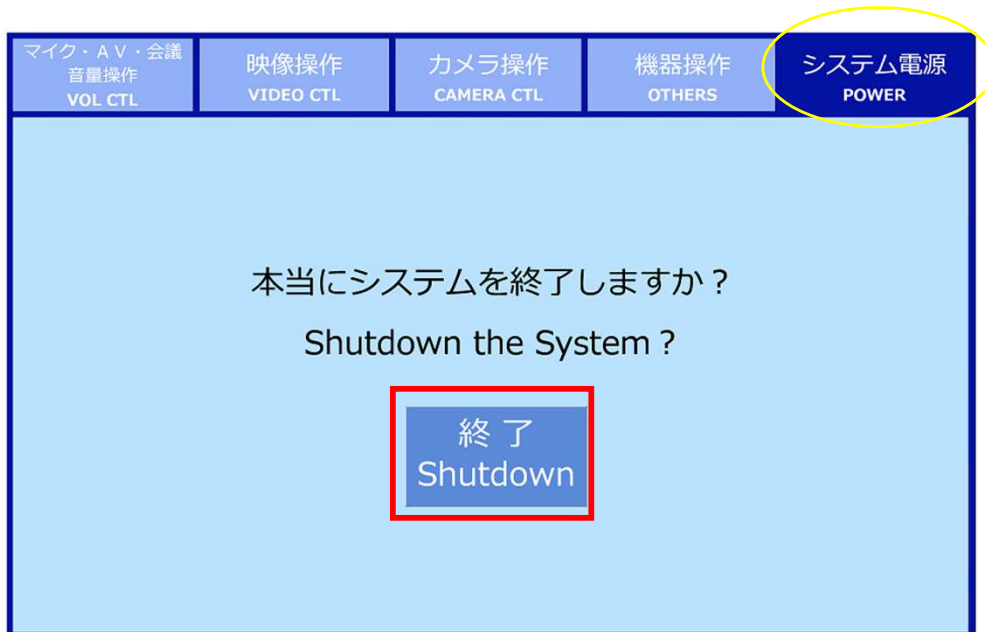 マイク・ＡＶ・会議
音量操作
VOL CTL
映像操作
VIDEO CTL
カメラ操作
CAMERA CTL
機器操作
OTHERS
システム電源
POWER
本当にシステムを終了しますか？
Shutdown the System？
終 了
Shutdown